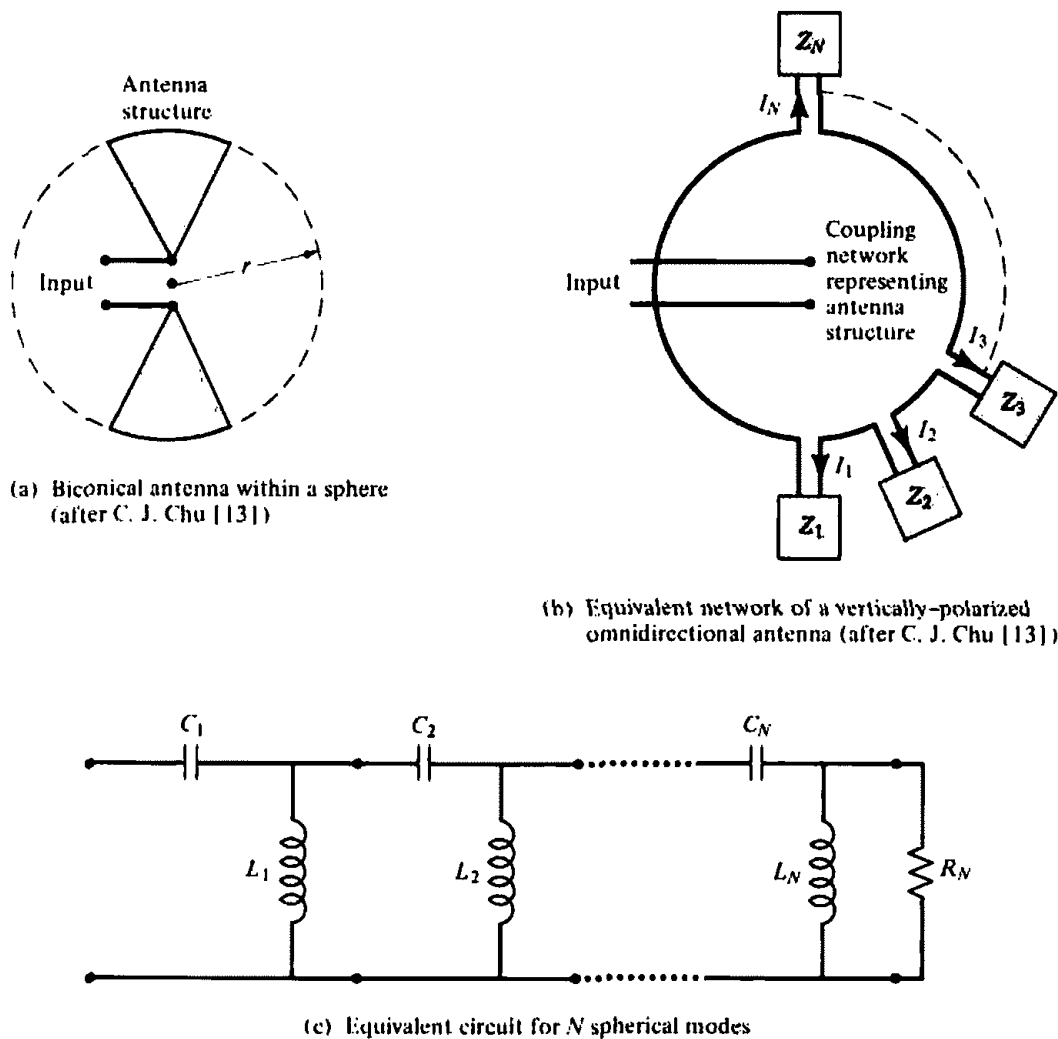 Antenna
structure
Input
r
(a) Biconical antenna within a sphere
(after C. J. Chu [13])
Z_N
I_N
Input
Coupling
network
representing
antenna
structure
I_3
Z_3
I_2
Z_2
I_1
Z_1
(b) Equivalent network of a vertically-polarized
omnidirectional antenna (after C. J. Chu [13])
C_1
C_2
C_N
L_1
L_2
L_N
R_N
(c) Equivalent circuit for N spherical modes